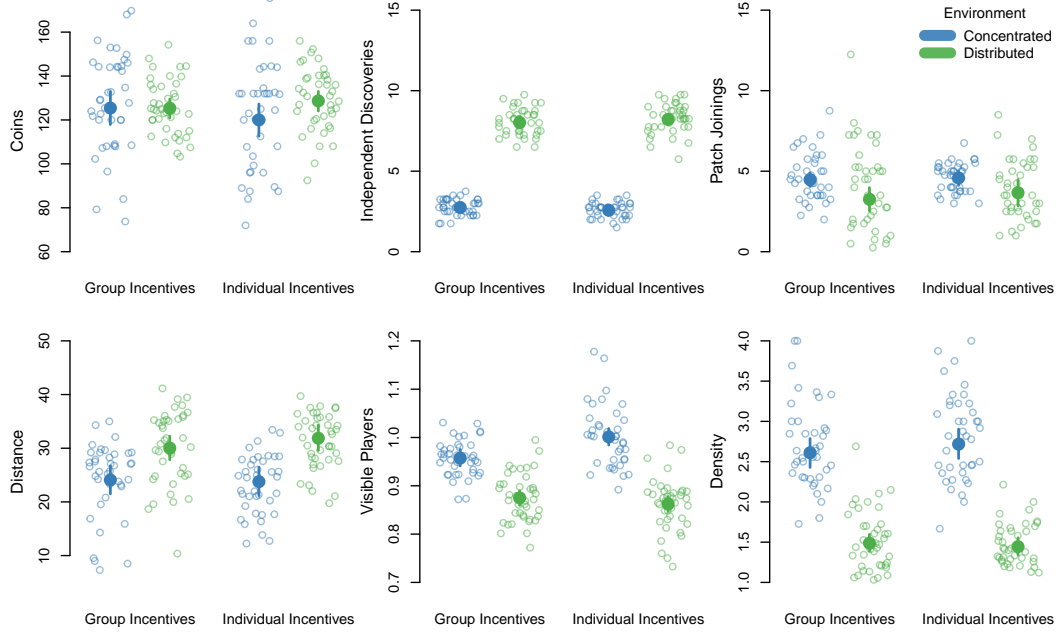 Coins
160
140
120
100
80
60
Group Incentives
Individual Incentives
Independent Discoveries
15
10
5
0
Group Incentives
Individual Incentives
Patch Joinings
15
10
5
0
Group Incentives
Individual Incentives
Environment
Concentrated
Distributed
Distance
50
40
30
20
10
Group Incentives
Individual Incentives
Visible Players
1.2
1.1
1.0
0.9
0.8
0.7
Group Incentives
Individual Incentives
Density
4.0
3.5
3.0
2.5
2.0
1.5
1.0
Group Incentives
Individual Incentives